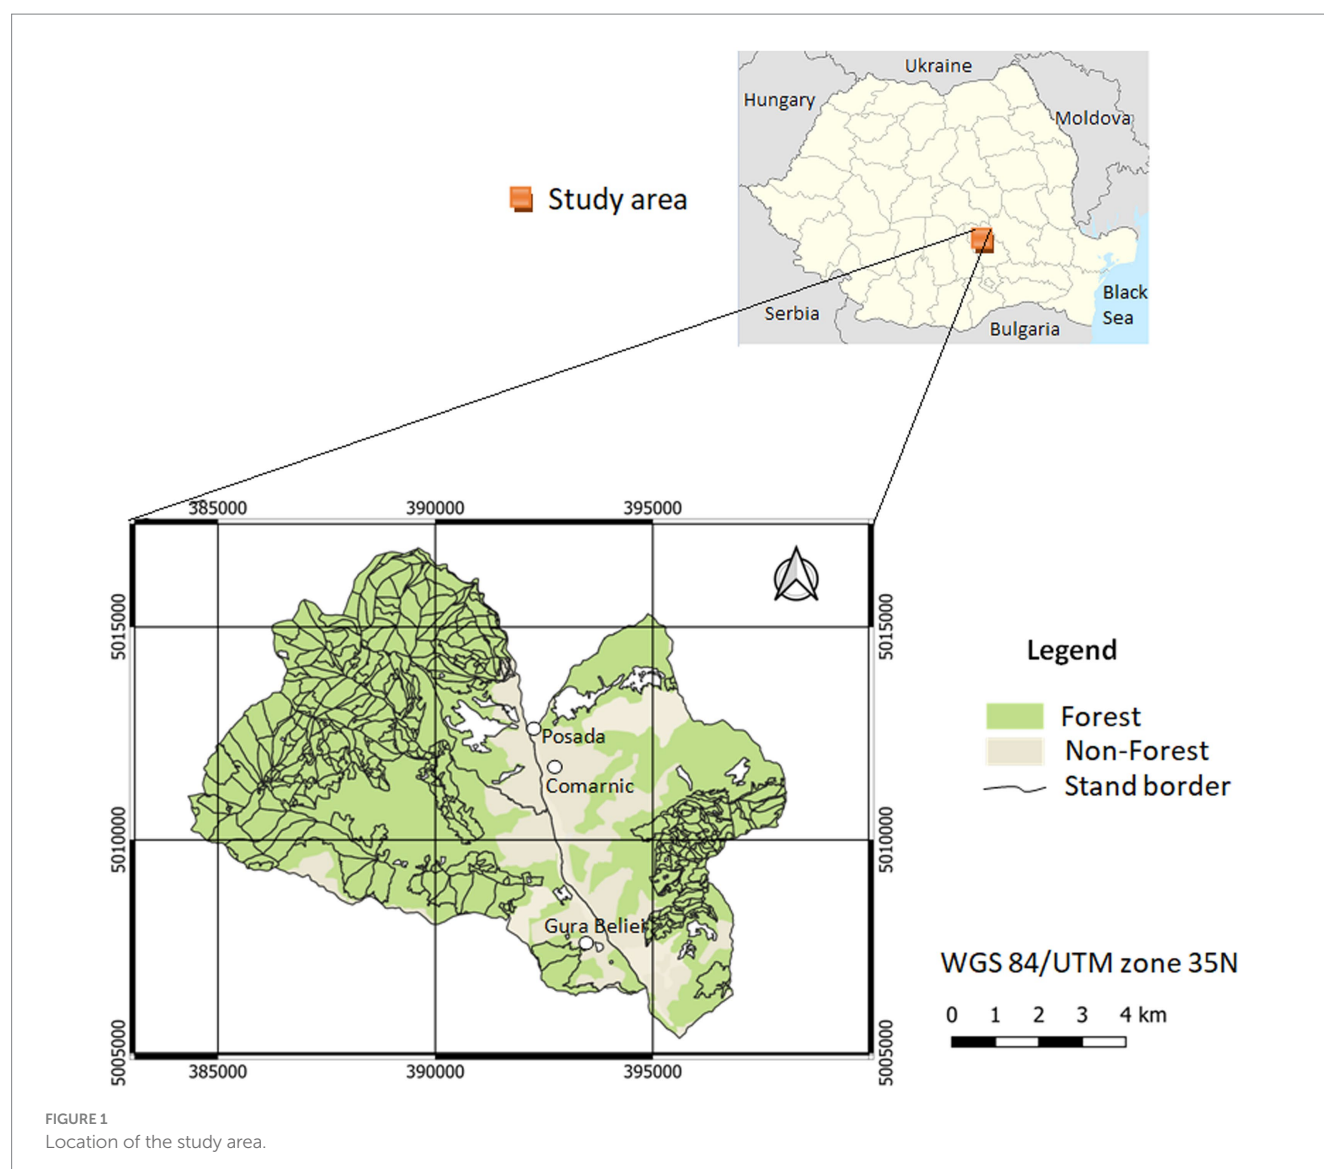 Ukraine
Hungary
Moldova
Study area
Black
Sea
Serbia
Bulgaria
385000
390000
395000
5015000
5015000
Legend
Forest
Posada
Non-Forest
Comarnic
Stand border
5010000
5010000
Gura Beliei
WGS 84/UTM zone 35N
0 1 2 3 4 km
5005000
5005000
385000
390000
395000
FIGURE 1
Location of the study area.